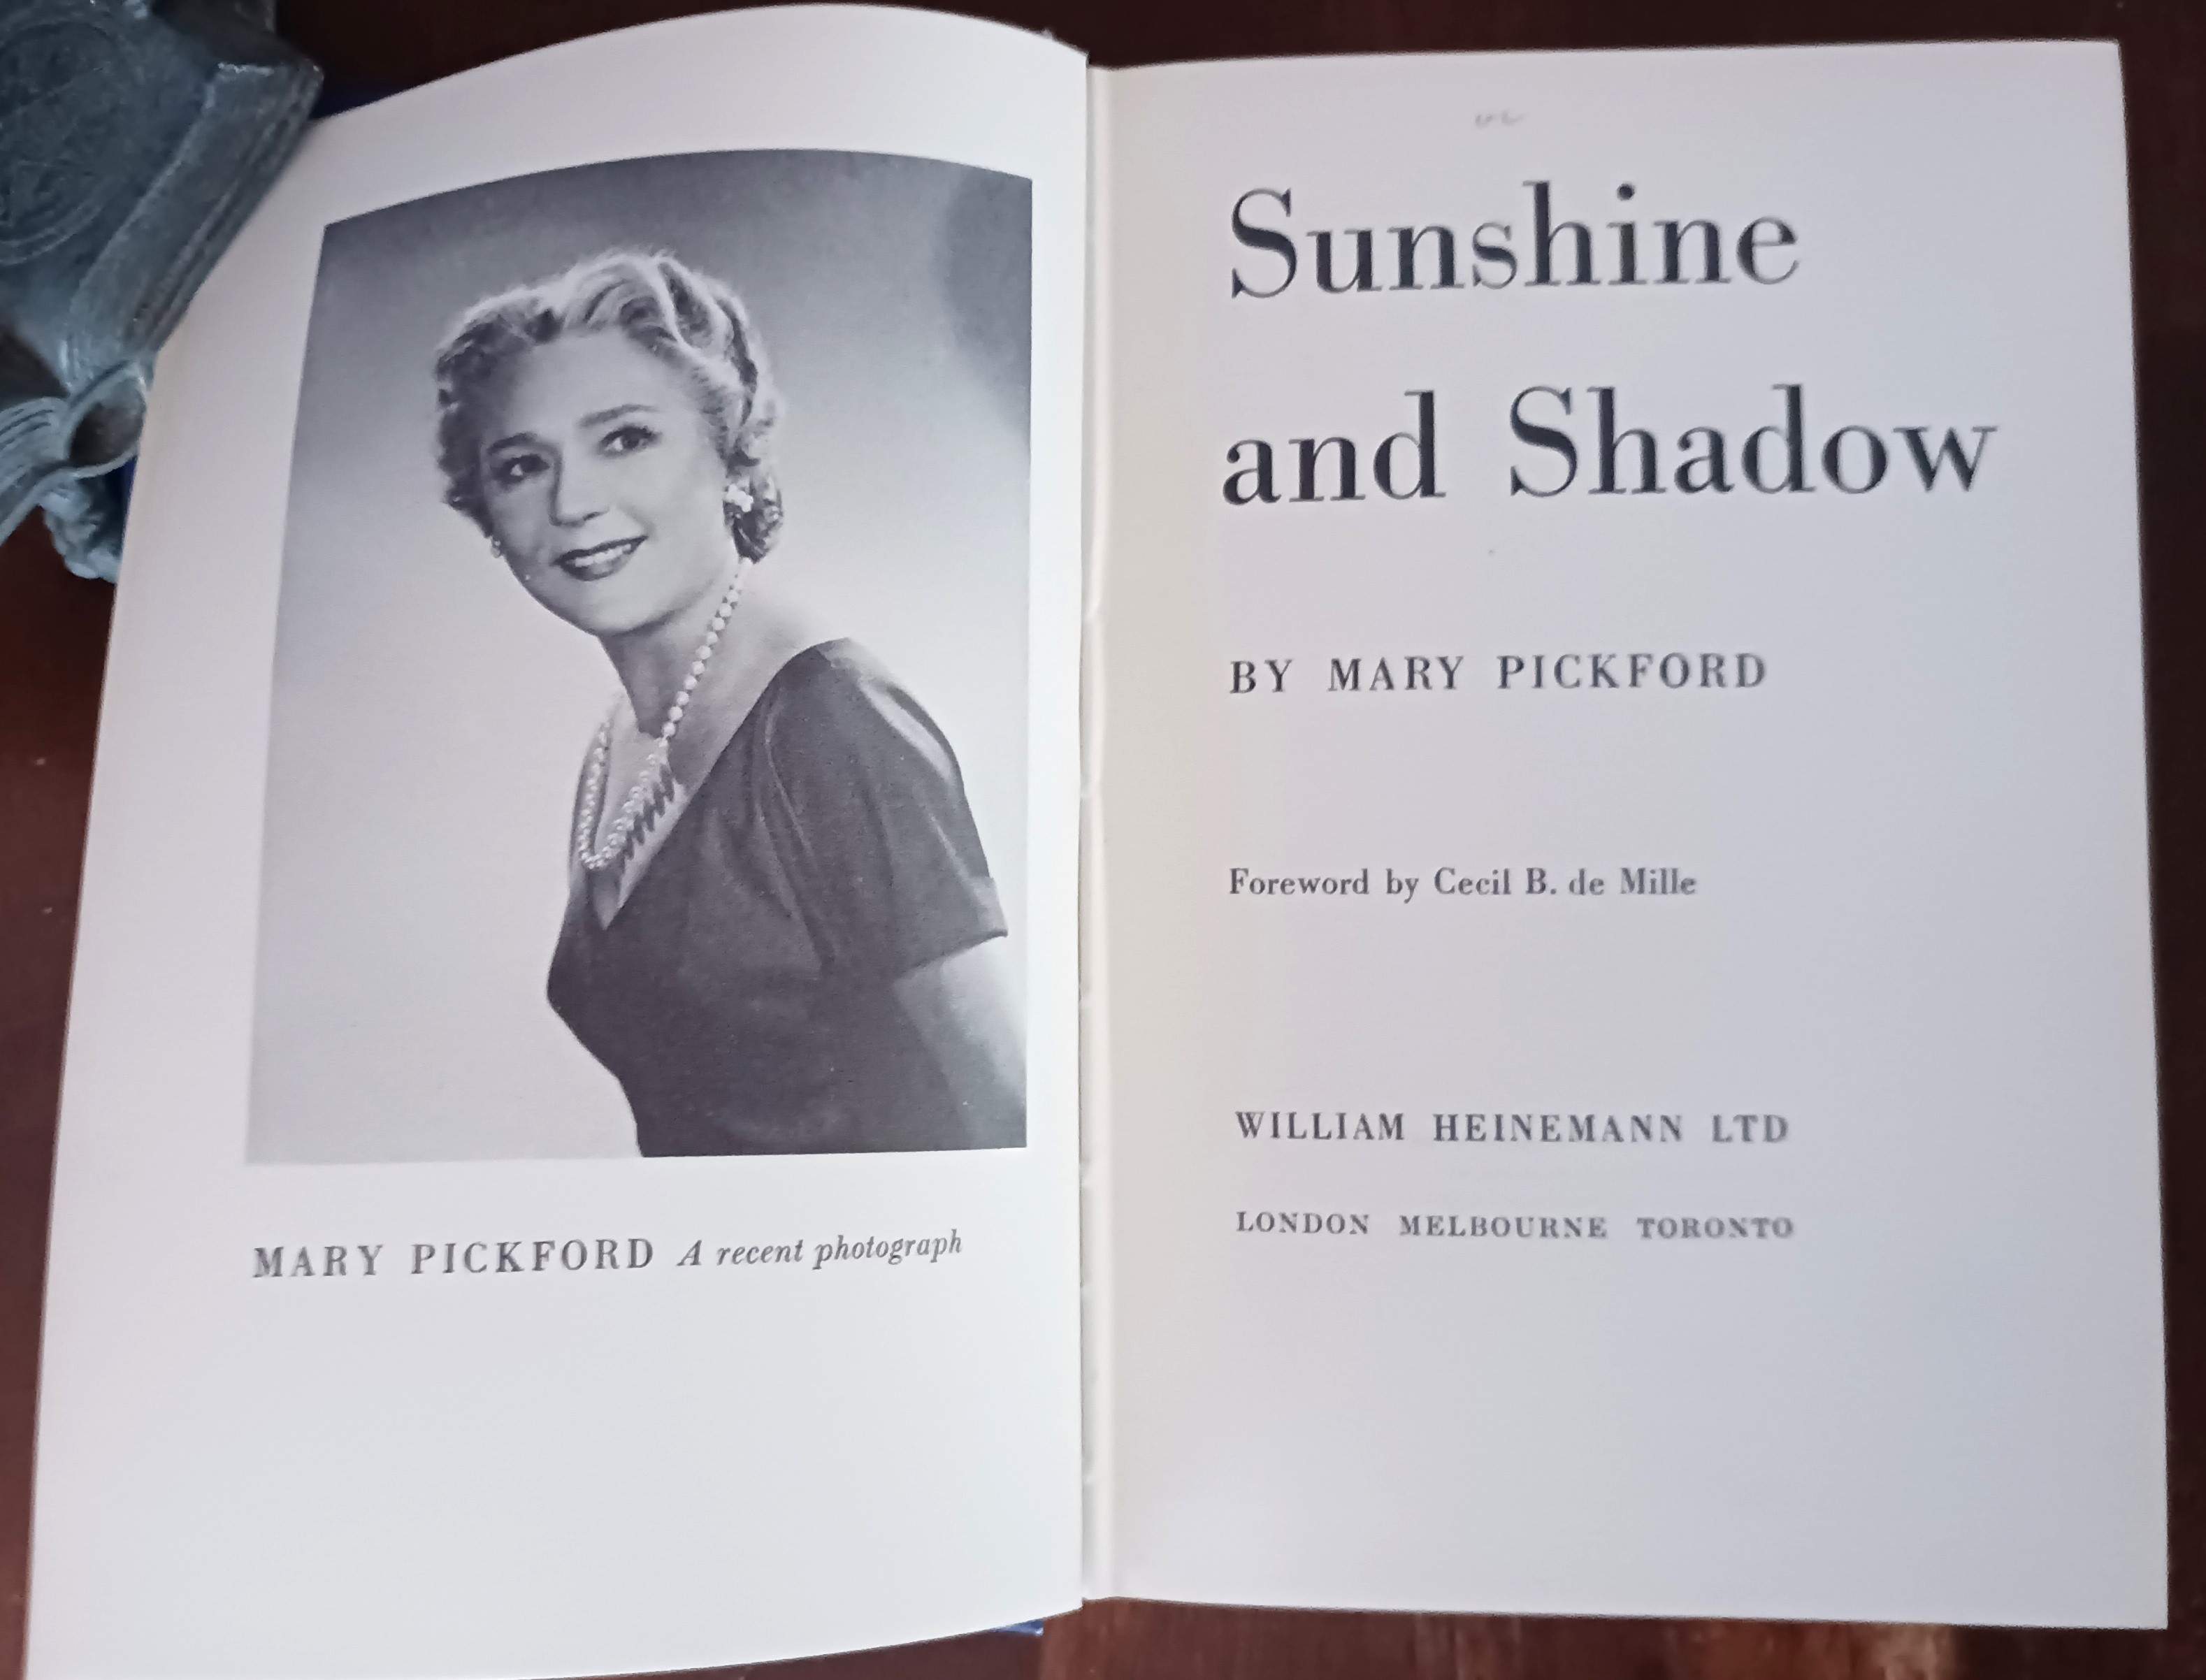 MARY PICKFORD A recent photograph
Sunshine
and Shadow
BY MARY PICKFORD
Foreword by Cecil B. de Mille
WILLIAM HEINEMANN LTD
LONDON MELBOURNE TORONTO